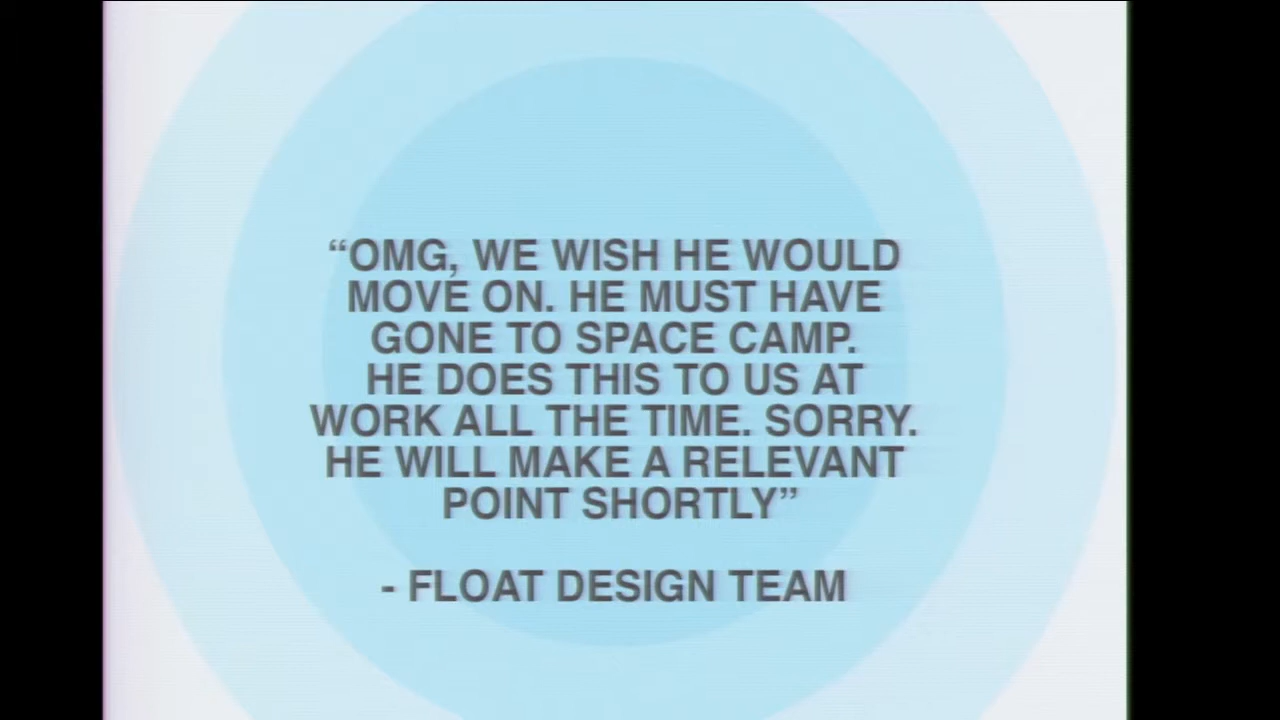 “OMG, WE WISH HE WOULD
MOVE ON. HE MUST HAVE
GONE TO SPACE CAMP.
HE DOES THIS TO US AT
WORK ALL THE TIME. SORRY.
HE WILL MAKE A RELEVANT
POINT SHORTLY”
- FLOAT DESIGN TEAM